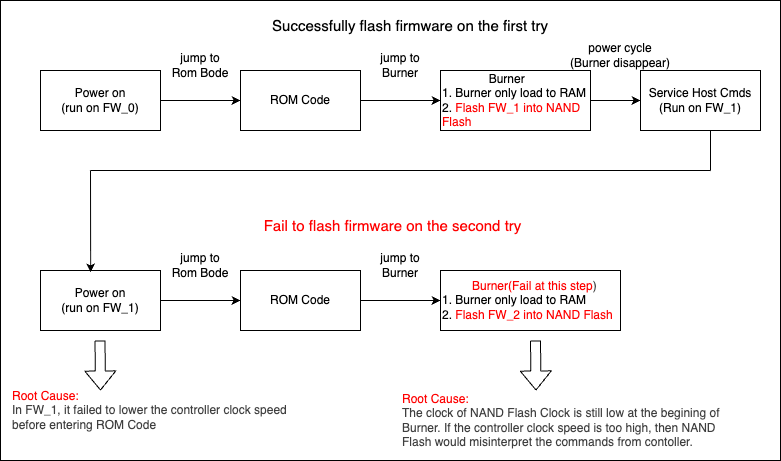 Successfully flash firmware on the first try
jump to
Rom Bode
jump to
Burner
power cycle
(Burner disappear)
Power on
(run on FW_0)
ROM Code
Burner
1. Burner only load to RAM
2. Flash FW_1 into NAND
Flash
Service Host Cmds
(Run on FW_1)
Fail to flash firmware on the second try
jump to
Rom Bode
jump to
Burner
Power on
(run on FW_1)
ROM Code
Burner(Fail at this step)
1. Burner only load to RAM
2. Flash FW_2 into NAND Flash
Root Cause:
In FW_1, it failed to lower the controller clock speed
before entering ROM Code
Root Cause:
The clock of NAND Flash Clock is still low at the begining of
Burner. If the controller clock speed is too high, then NAND
Flash would misinterpret the commands from contoller.